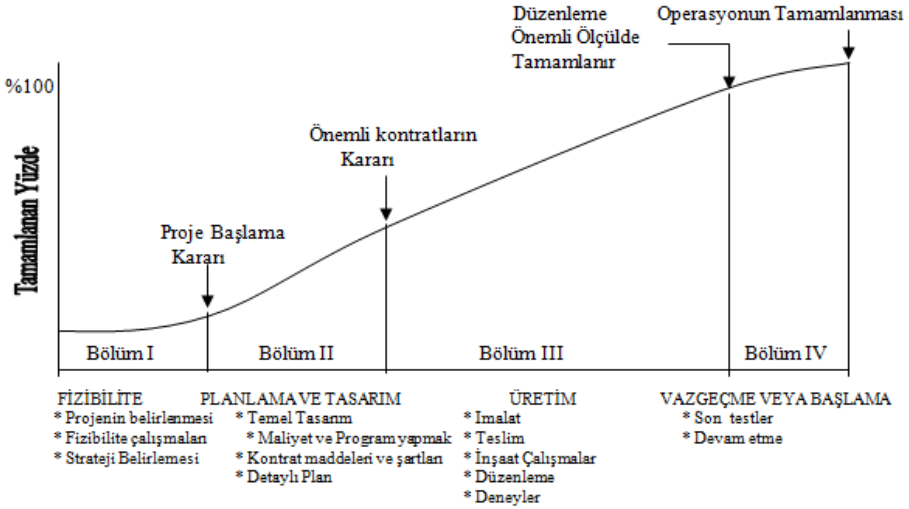 Düzenleme
Önemli Ölçülde
Tamamlanır
Operasyonun Tamamlanması
%100
Tamamlanan Yüzde
Önemli kontratların
Kararı
Proje Başlama
Kararı
Bölüm I
Bölüm II
Bölüm III
Bölüm IV
FİZİBİLİTE
* Projenin belirlenmesi
* Fizibilite çalışmaları
* Strateji Belirlemesi
PLANLAMA VE TASARIM
* Temel Tasarım
* Maliyet ve Program yapmak
* Kontrat maddeleri ve şartları
* Detaylı Plan
ÜRETİM
* Imalat
* Teslim
* İnşaat Çalışmalar
* Düzenleme
* Deneyler
VAZGEÇME VEYA BAŞLAMA
* Son testler
* Devam etme